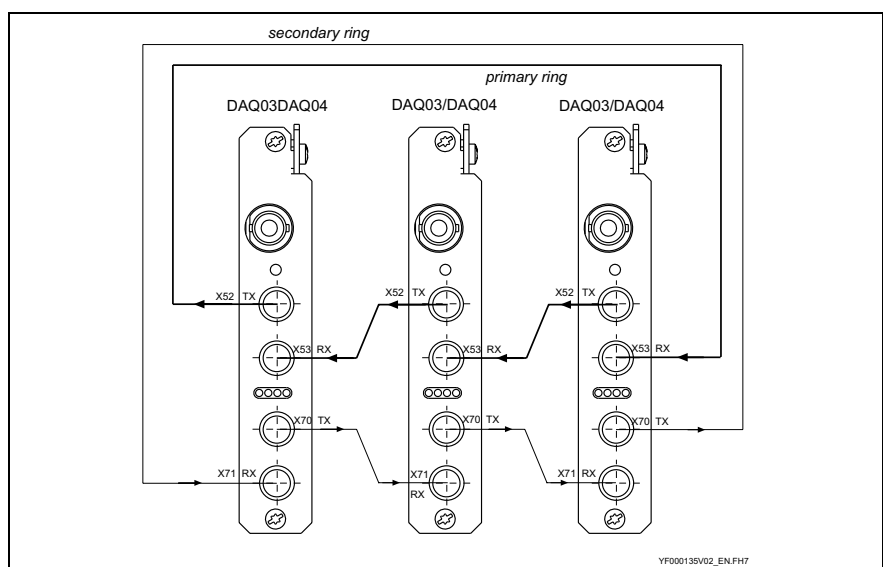 secondary ring
primary ring
DAQ03DAQ04 DAQ03/DAQ04 DAQ03/DAQ04
X52 TX X52 TX X52 TX
X53 RX X53 RX X53 RX
X70 TX X70 TX X70 TX
X71 RX X71 X71 RX
RX
YF000135V02_EN.FH7